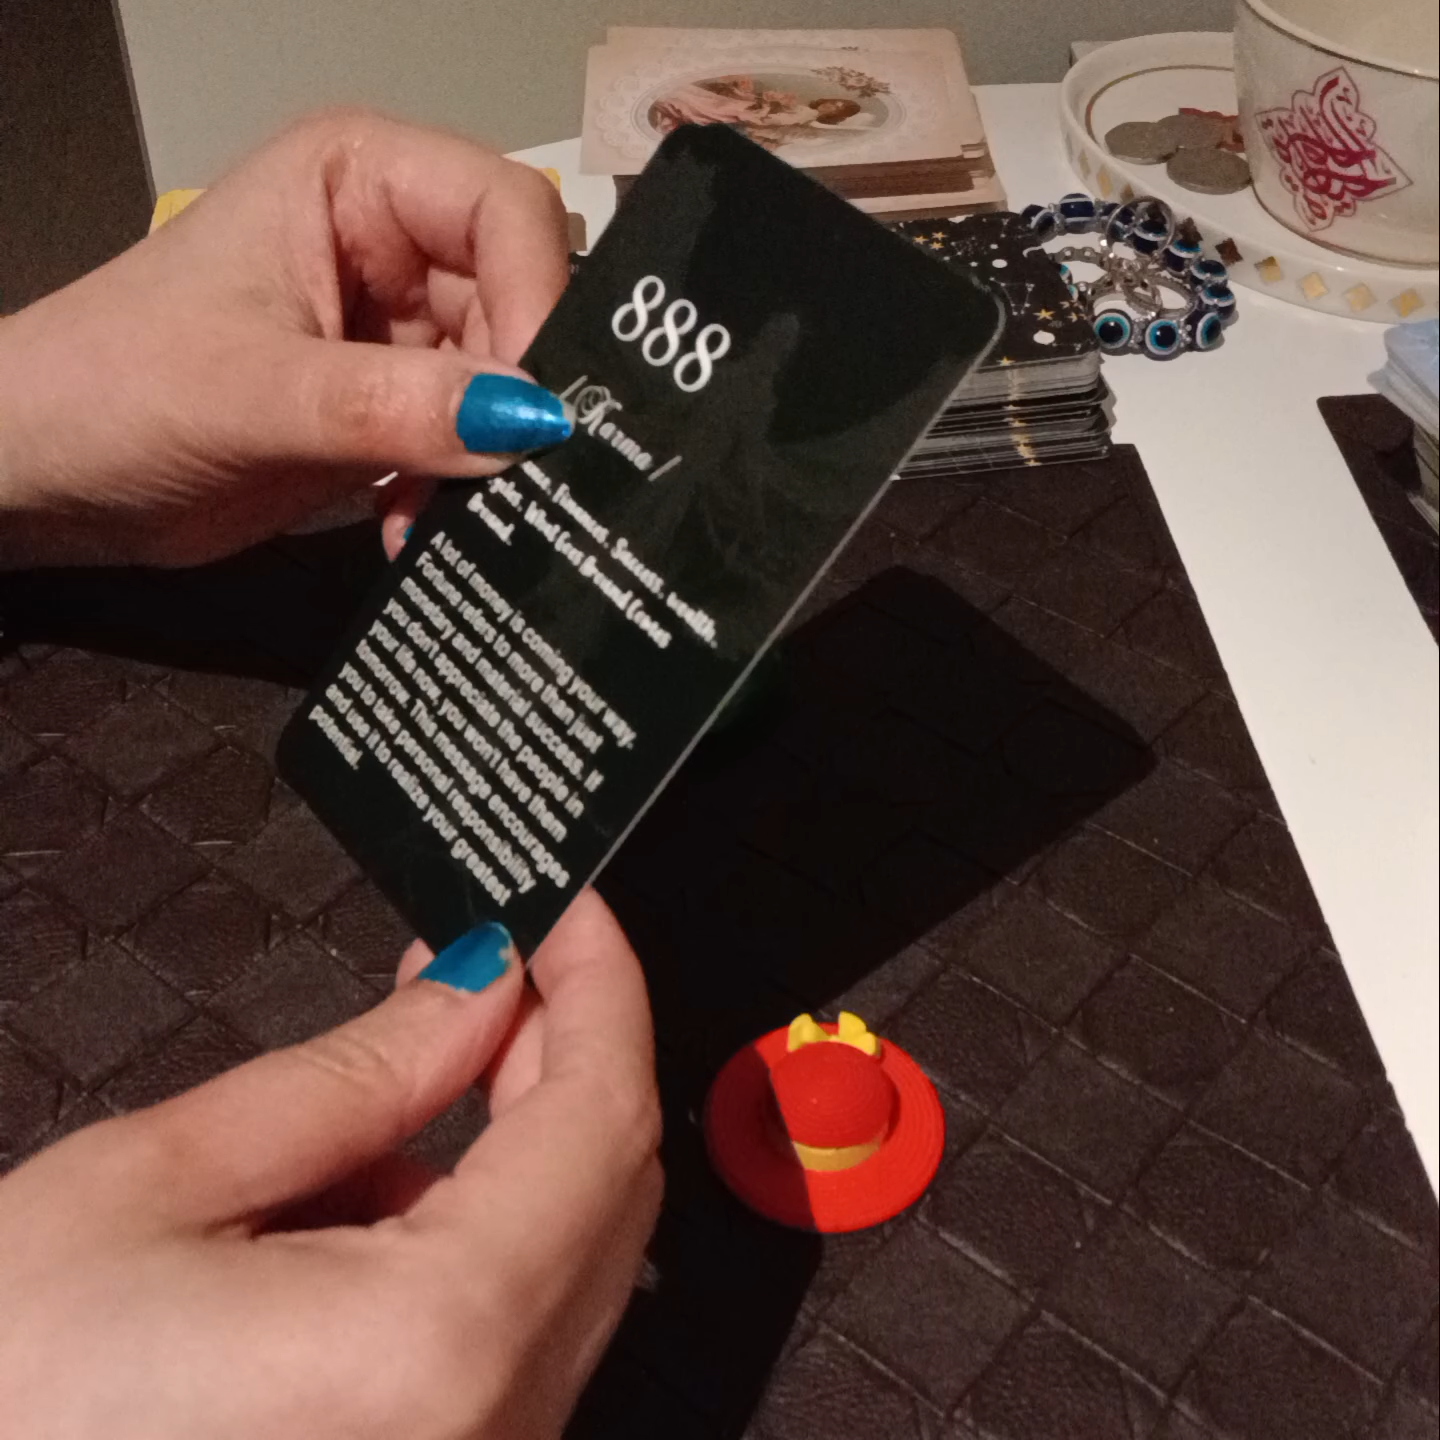 888
/ Karma /
Finances. Success. wealth.
What Goes Around Comes
Around.
A lot of money is coming your way.
Fortune refers to more than just
monetary and material success. If
you don't appreciate the people in
your life now, you won't have them
tomorrow. This message encourages
you to take personal responsibility
and use it to realize your greatest
potential.